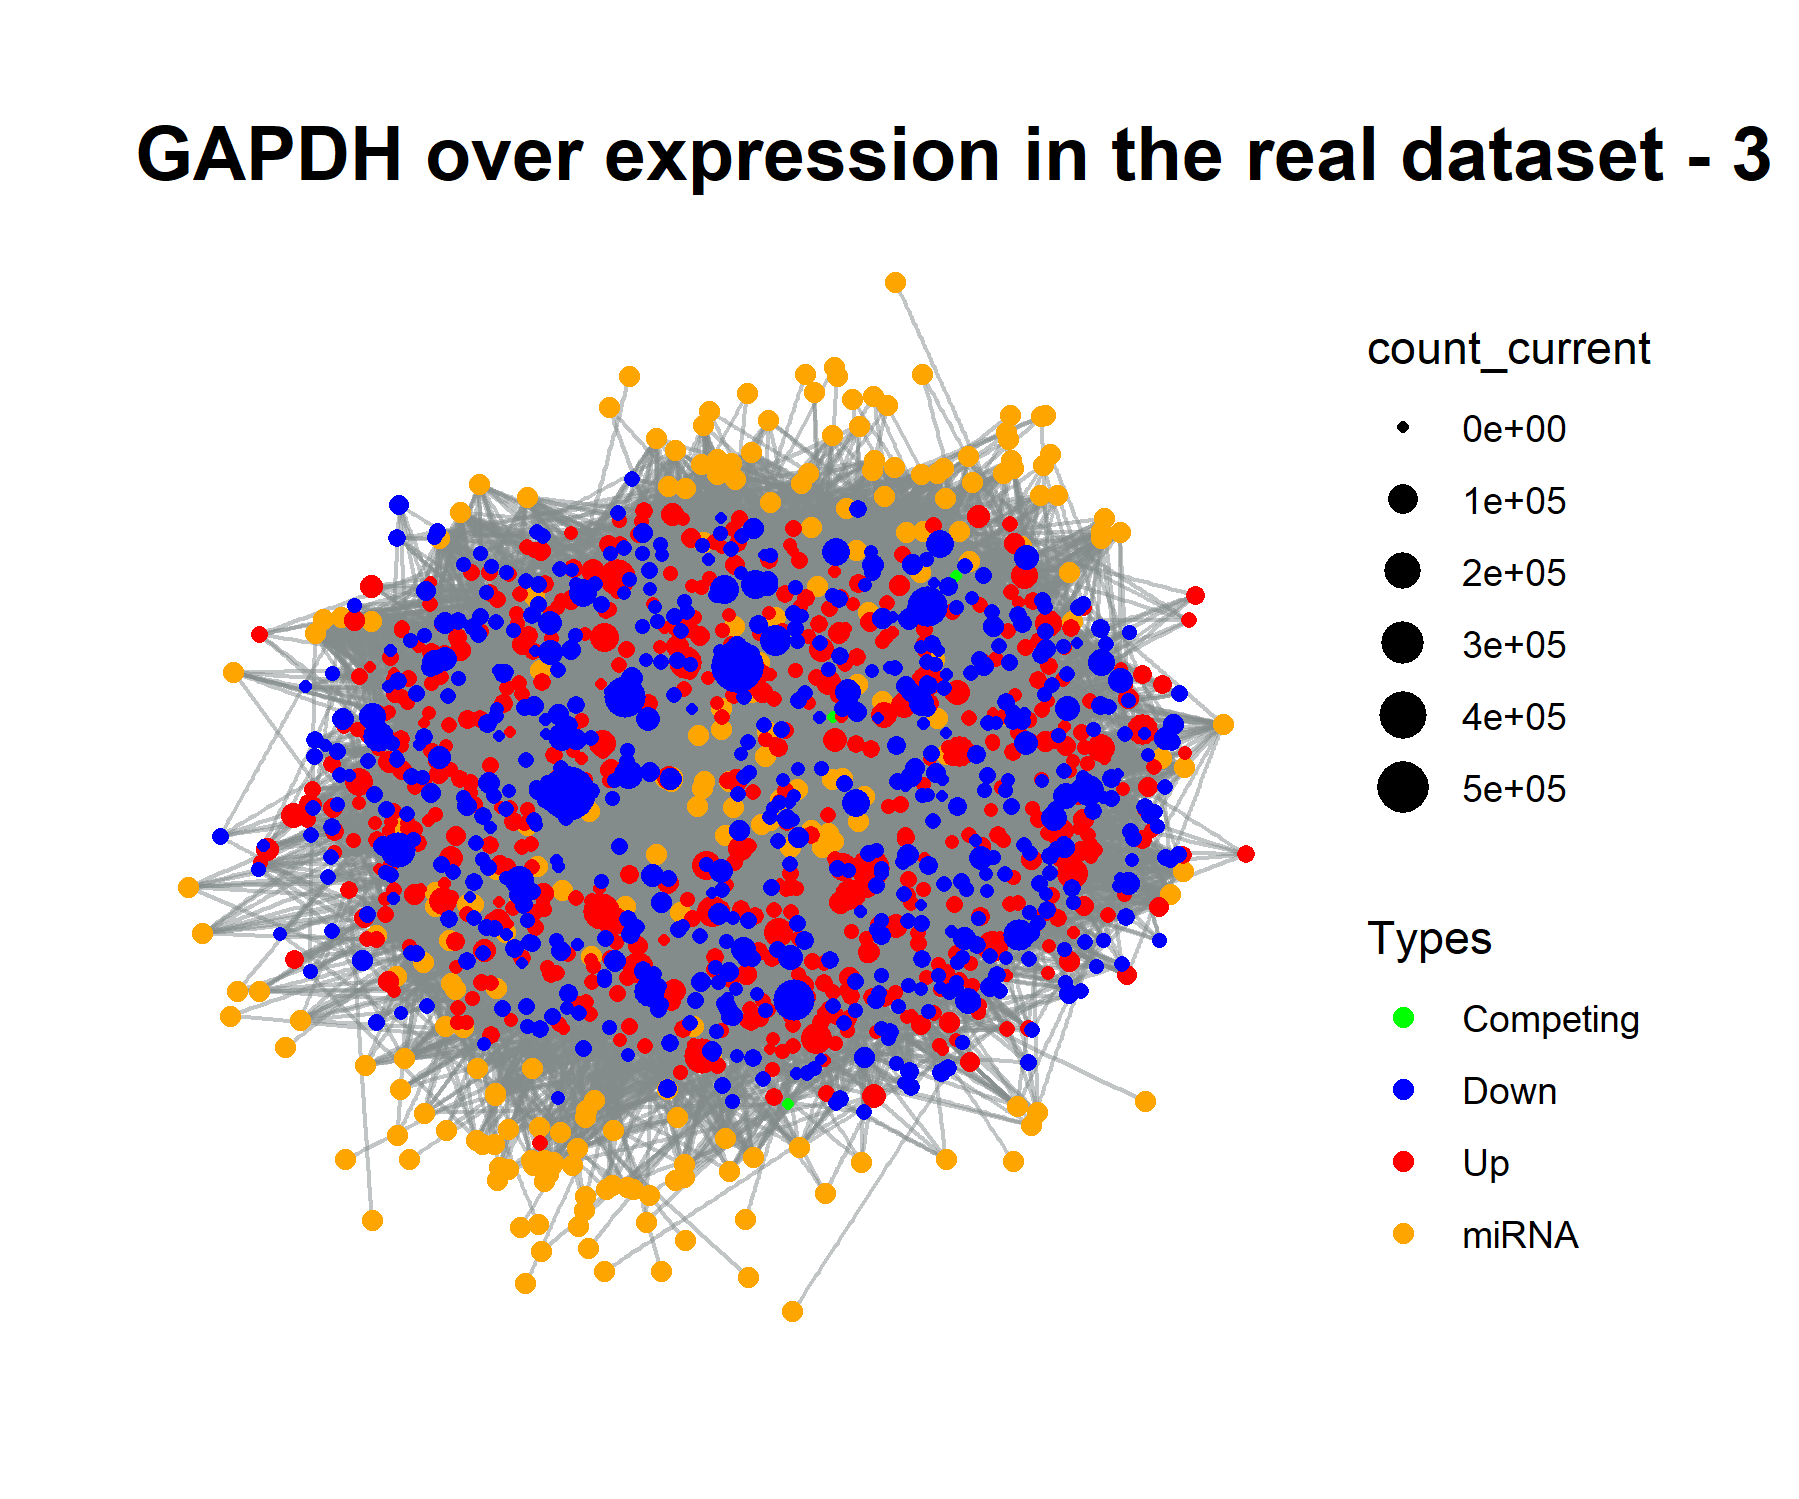 GAPDH over expression in the real dataset - 3
count_current
0e+00
1e+05
2e+05
3e+05
4e+05
5e+05
Types
Competing
Down
Up
miRNA